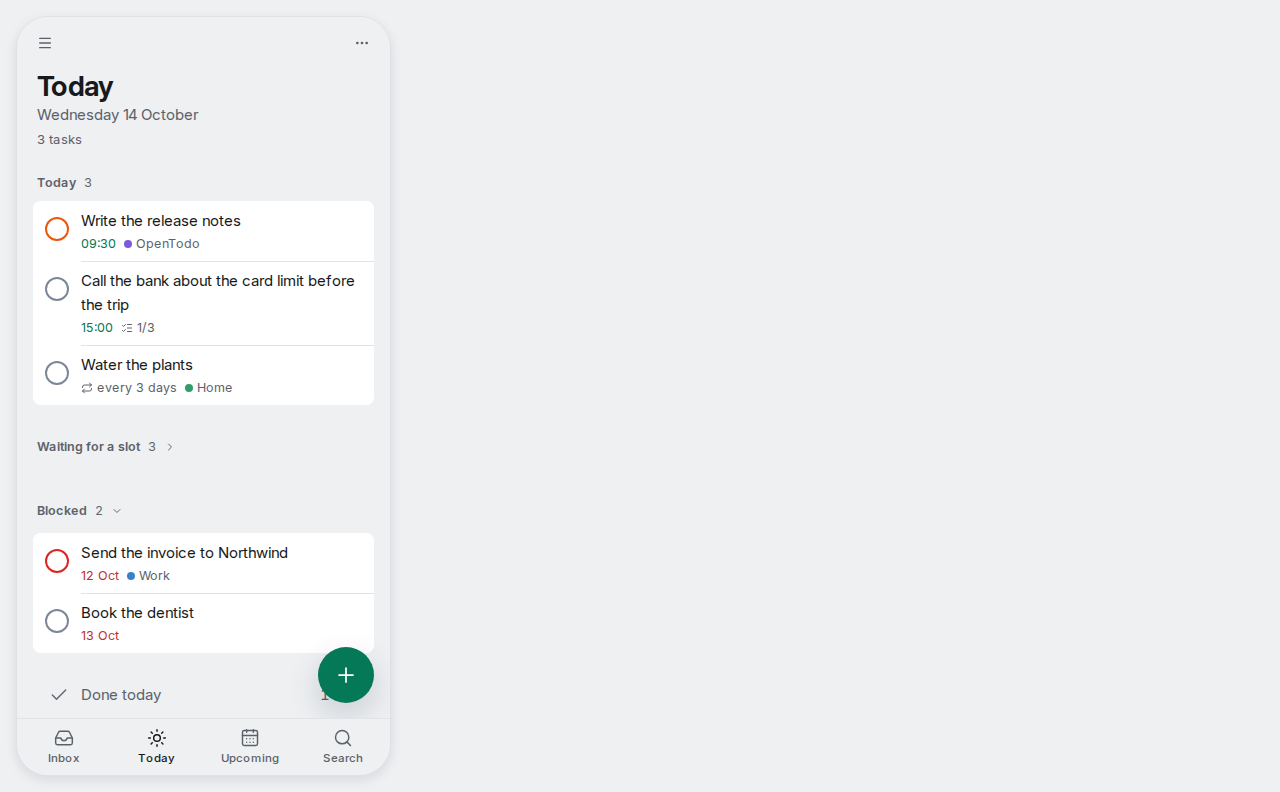 Today
Wednesday 14 October
3 tasks
Today 3
Write the release notes
09:30 OpenTodo
Call the bank about the card limit before
the trip
15:00 1/3
Water the plants
every 3 days Home
Waiting for a slot 3
Blocked 2
Send the invoice to Northwind
12 Oct Work
Book the dentist
13 Oct
Done today
Inbox Today Upcoming Search